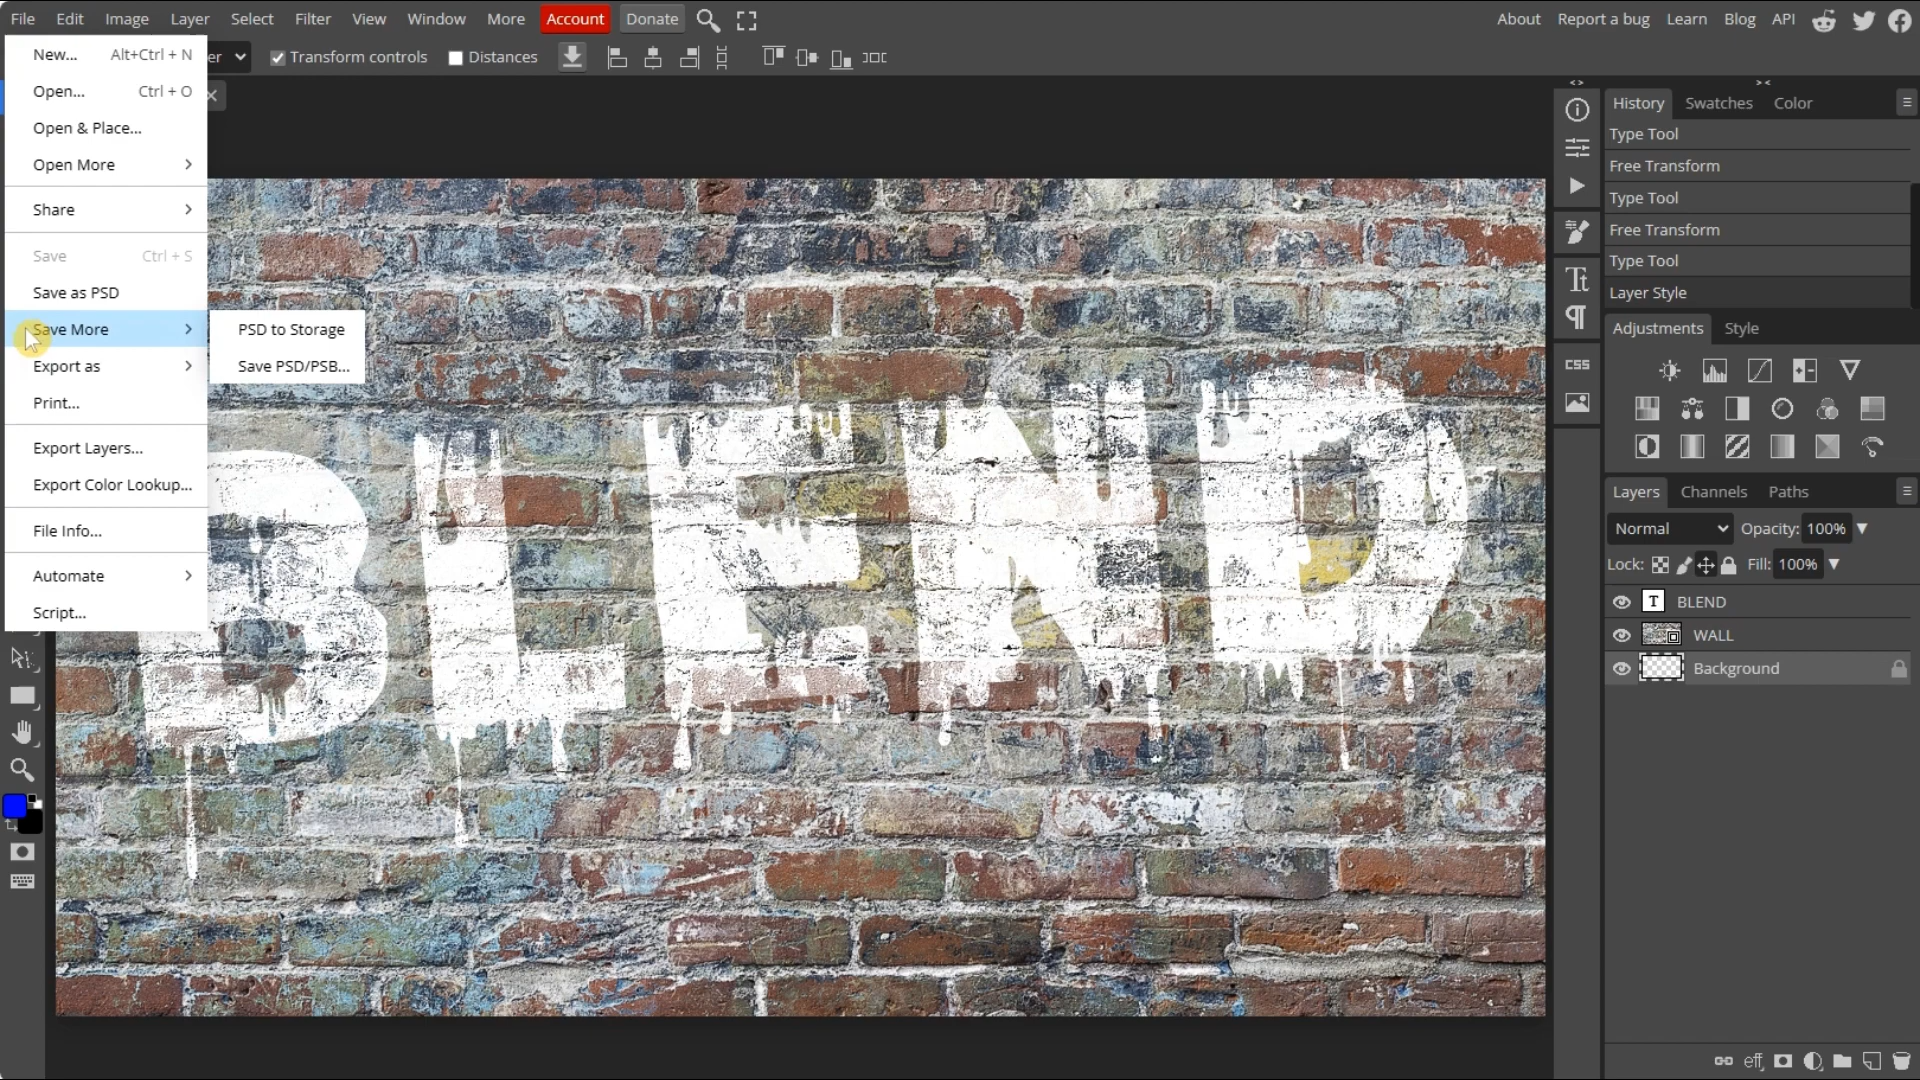 File Edit Image Layer Select Filter View Window More Account Donate About Report a bug Learn Blog API
Transform controls Distances
New... Alt+Ctrl + N
Open... Ctrl + O
Open & Place...
Open More
Share
Save Ctrl + S
Save as PSD
Save More
Export as
Print...
Export Layers...
Export Color Lookup...
File Info...
Automate
Script...
PSD to Storage
Save PSD/PSB...
BLEND
CSS
History Swatches Color
Type Tool
Free Transform
Type Tool
Free Transform
Type Tool
Layer Style
Adjustments Style
Layers Channels Paths
Normal Opacity: 100%
Lock: Fill: 100%
T BLEND
WALL
Background
eff